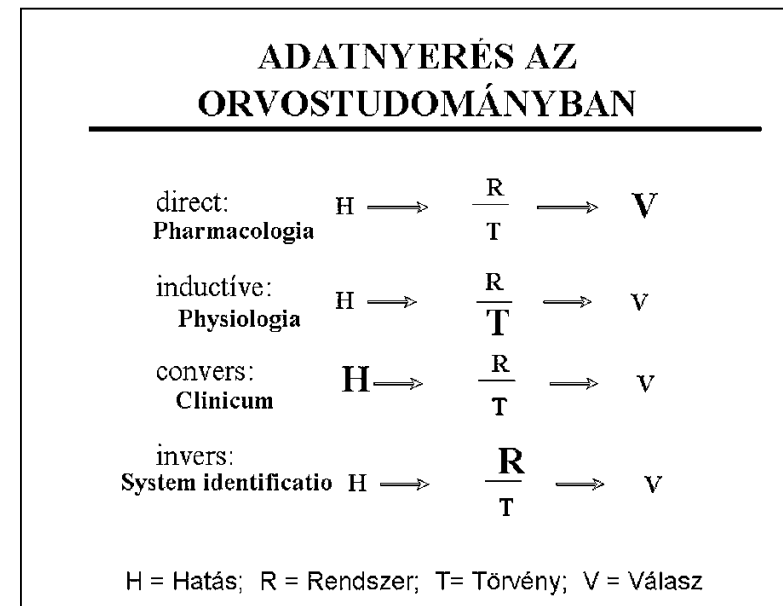 ADATNYERÉS AZ
ORVOSTUDOMÁNYBAN
direct: H ⟶ R ⟶ V
Pharmacologia T
inductíve: H ⟶ R ⟶ V
Physiologia T
convers: H ⟶ R ⟶ V
Clinicum T
invers: R
System identificatio H ⟶ T ⟶ V
H = Hatás; R = Rendszer; T= Törvény; V = Válasz